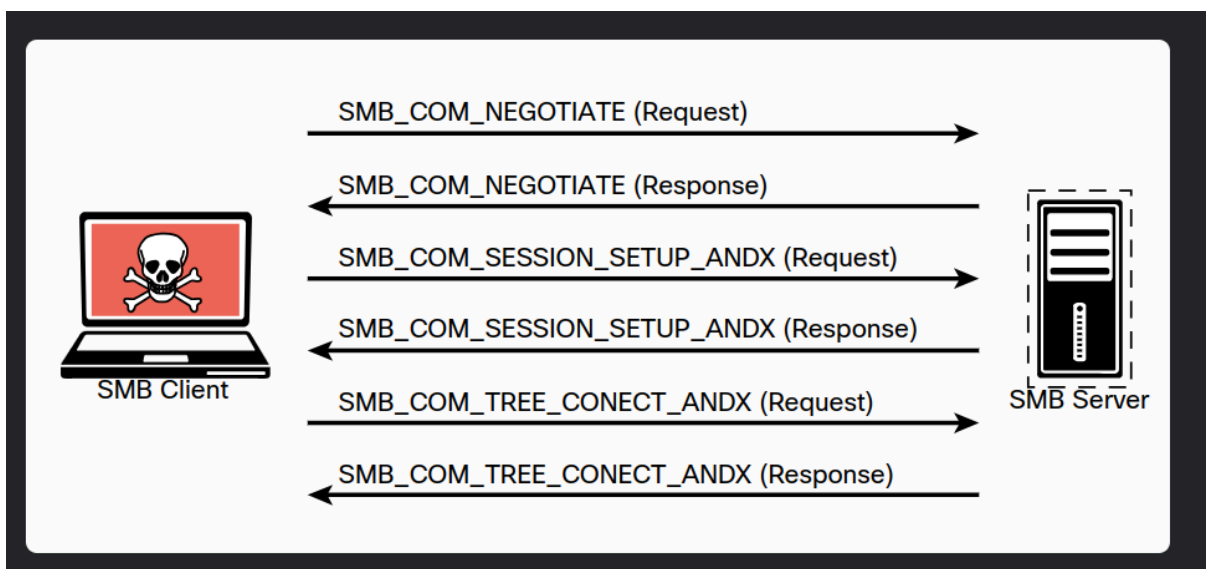 SMB_COM_NEGOTIATE (Request)
SMB_COM_NEGOTIATE (Response)
SMB_COM_SESSION_SETUP_ANDX (Request)
SMB_COM_SESSION_SETUP_ANDX (Response)
SMB Client
SMB_COM_TREE_CONECT_ANDX (Request)
SMB Server
SMB_COM_TREE_CONECT_ANDX (Response)